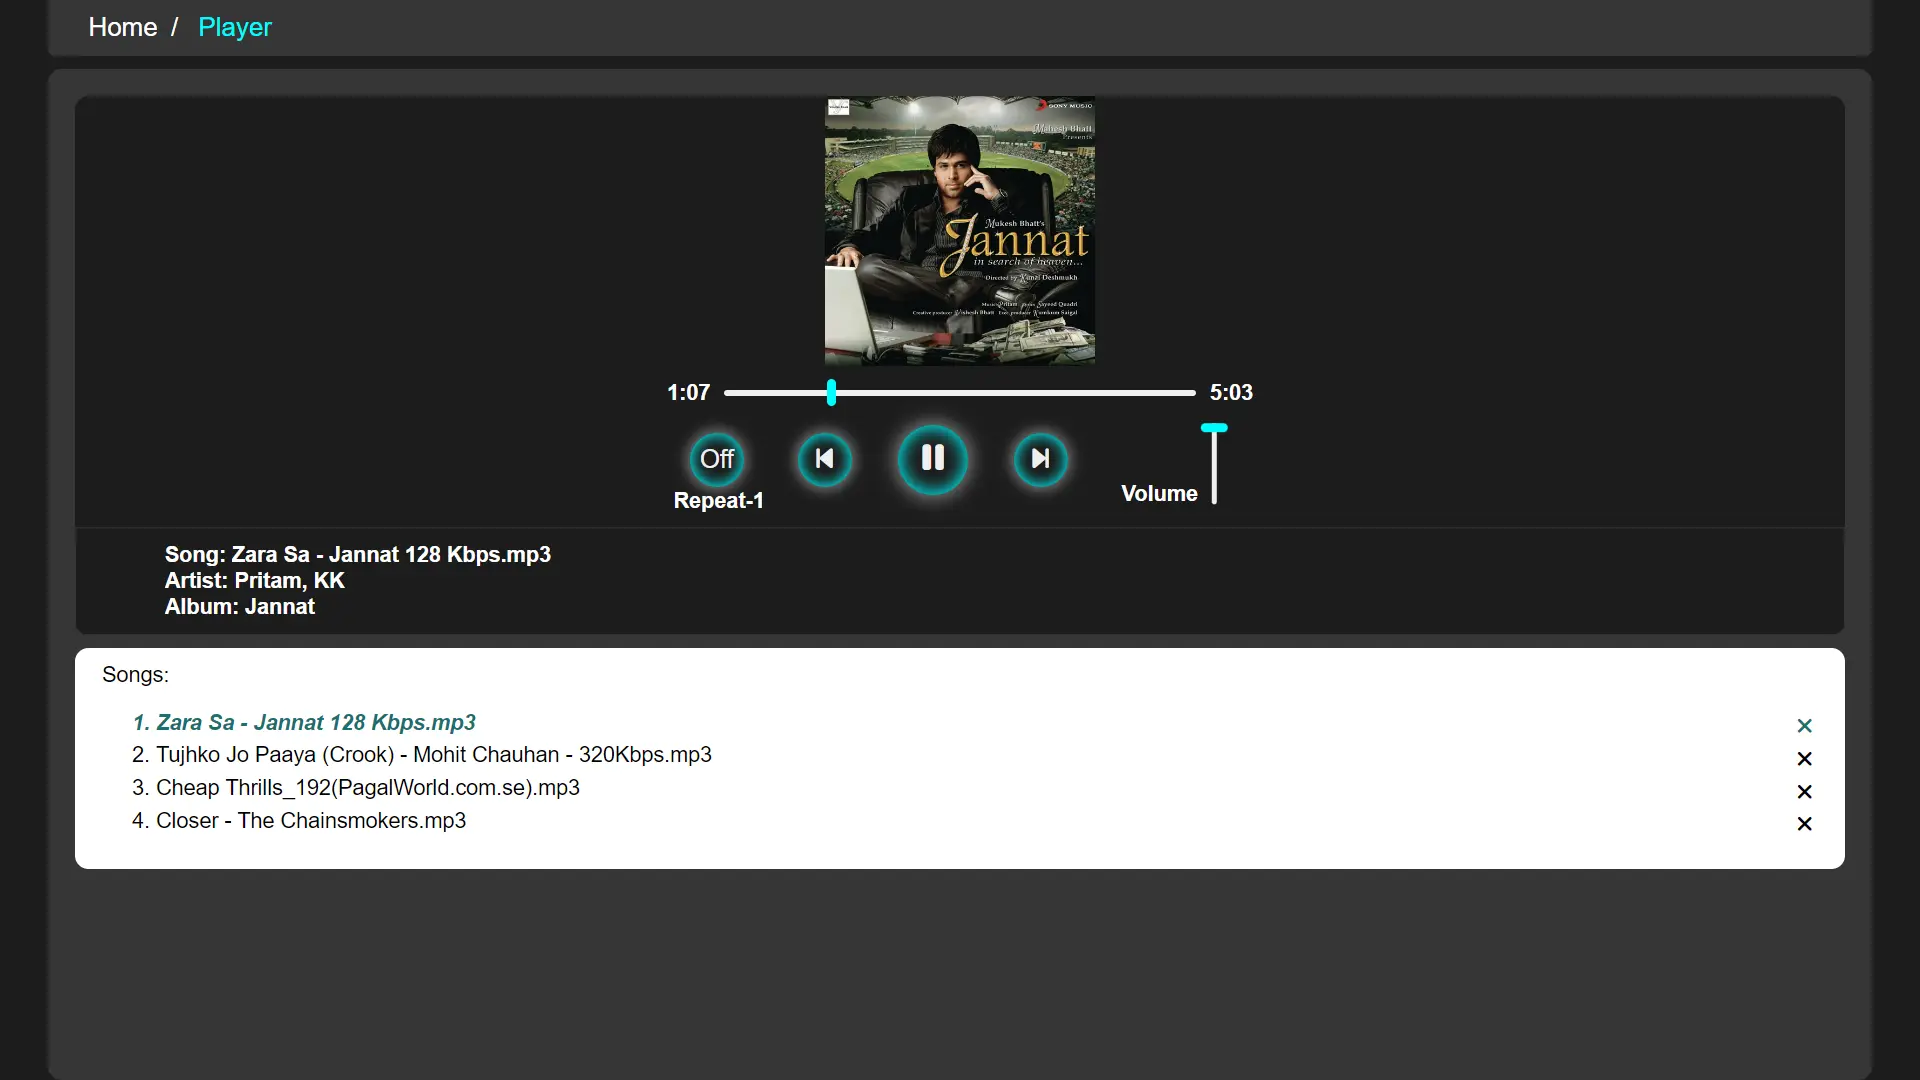 Home / Player
SONY MUSIC
Mahesh Bhatt
Presents
Mukesh Bhatt's
Jannat
in search of heaven...
Directed by Kunal Deshmukh
Music Pritam Sayeed Quadri
Creative producer Vishesh Bhatt Exec. producer Kumkum Saigal
1:07 5:03
Off
Repeat-1
Volume
Song: Zara Sa - Jannat 128 Kbps.mp3
Artist: Pritam, KK
Album: Jannat
Songs:
1. Zara Sa - Jannat 128 Kbps.mp3
2. Tujhko Jo Paaya (Crook) - Mohit Chauhan - 320Kbps.mp3
3. Cheap Thrills_192(PagalWorld.com.se).mp3
4. Closer - The Chainsmokers.mp3